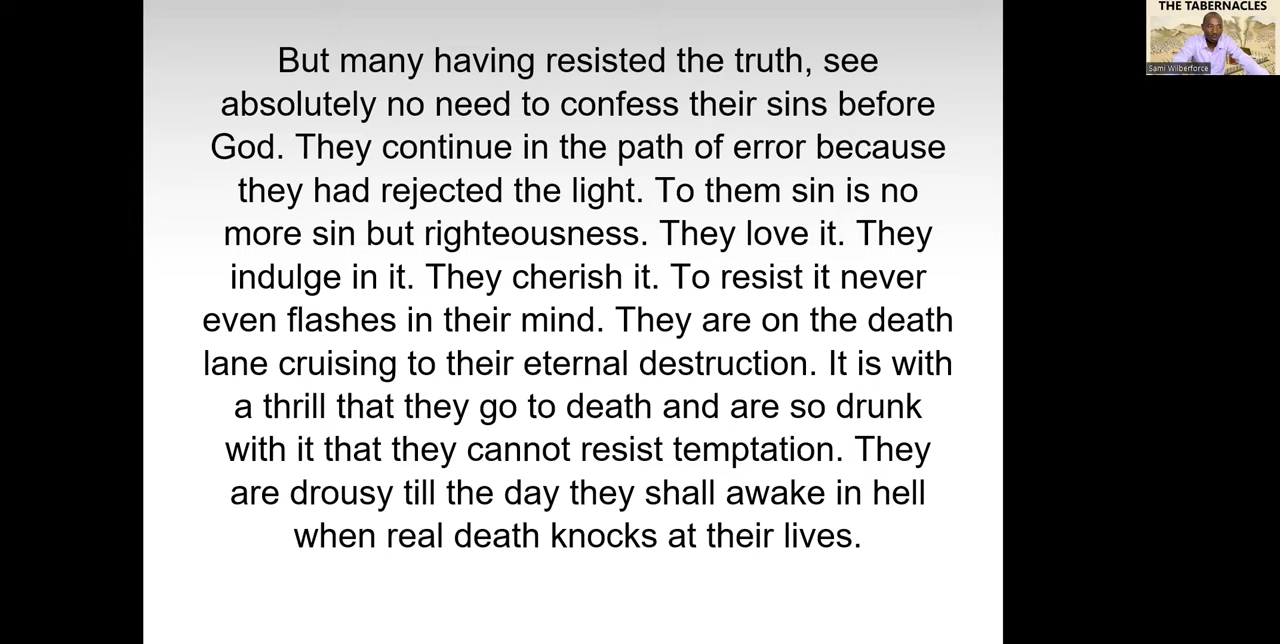 THE TABERNACLES
Sami Wilberforce
But many having resisted the truth, see
absolutely no need to confess their sins before
God. They continue in the path of error because
they had rejected the light. To them sin is no
more sin but righteousness. They love it. They
indulge in it. They cherish it. To resist it never
even flashes in their mind. They are on the death
lane cruising to their eternal destruction. It is with
a thrill that they go to death and are so drunk
with it that they cannot resist temptation. They
are drousy till the day they shall awake in hell
when real death knocks at their lives.